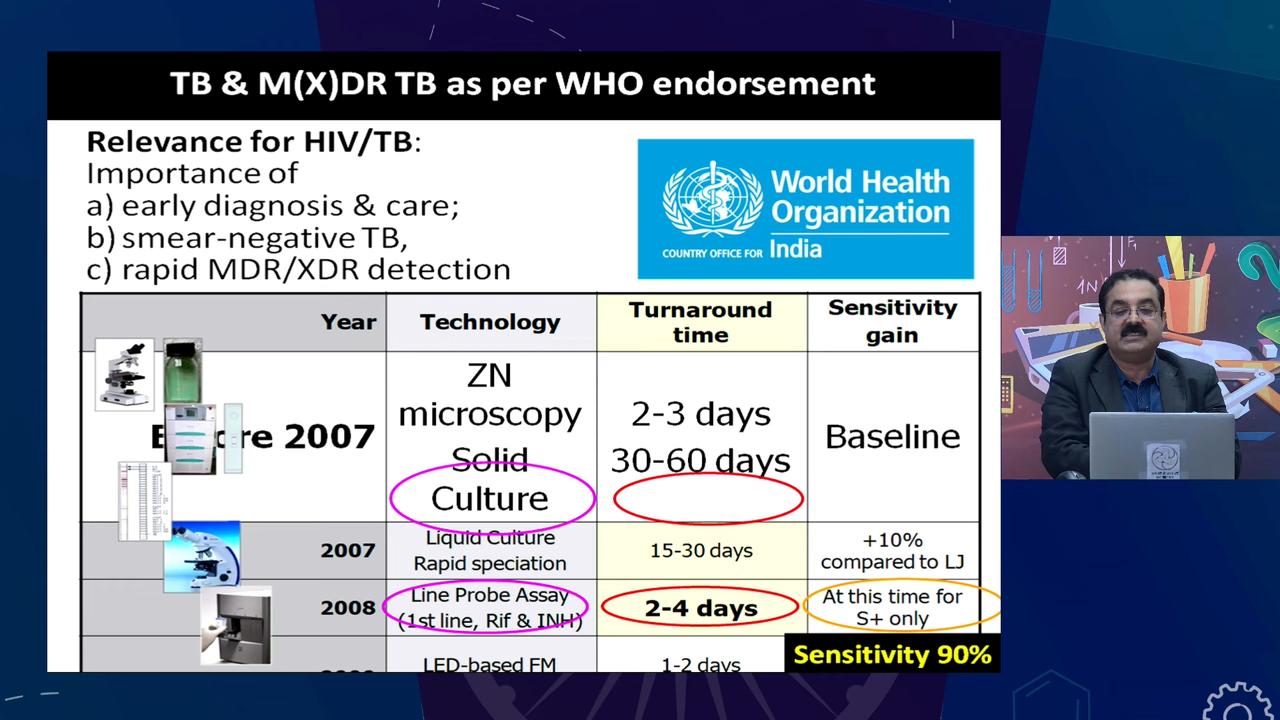 TB & M(X)DR TB as per WHO endorsement
Relevance for HIV/TB:
Importance of
a) early diagnosis & care;
b) smear-negative TB,
c) rapid MDR/XDR detection
World Health
Organization
COUNTRY OFFICE FOR India
Year
Technology
Turnaround
time
Sensitivity
gain
re 2007
ZN
microscopy
Solid
Culture
2-3 days
30-60 days
Baseline
2007
Liquid Culture
Rapid speciation
15-30 days
+10%
compared to LJ
2008
Line Probe Assay
(1st line, Rif & INH)
2-4 days
At this time for
S+ only
LED-based FM
1-2 days
Sensitivity 90%